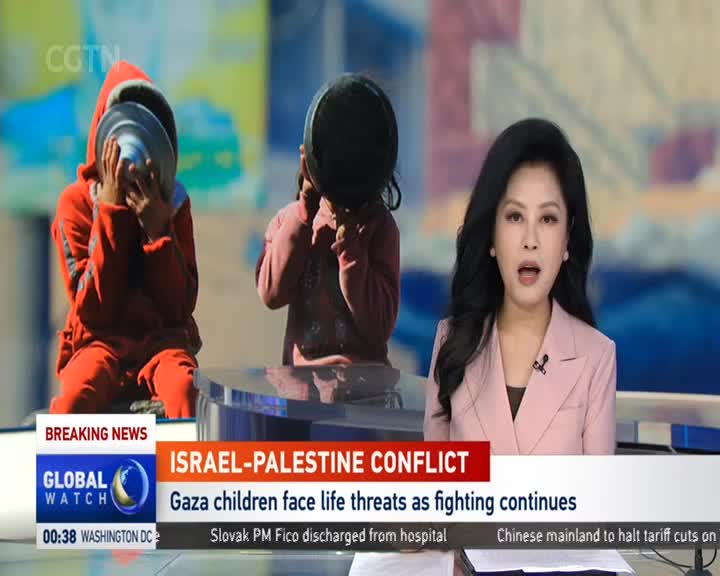 CGTN
BREAKING NEWS
ISRAEL-PALESTINE CONFLICT
GLOBAL WATCH
Gaza children face life threats as fighting continues
00:38 WASHINGTON DC
e Slovak PM Fico discharged from hospital Chinese mainland to halt tariff cuts on